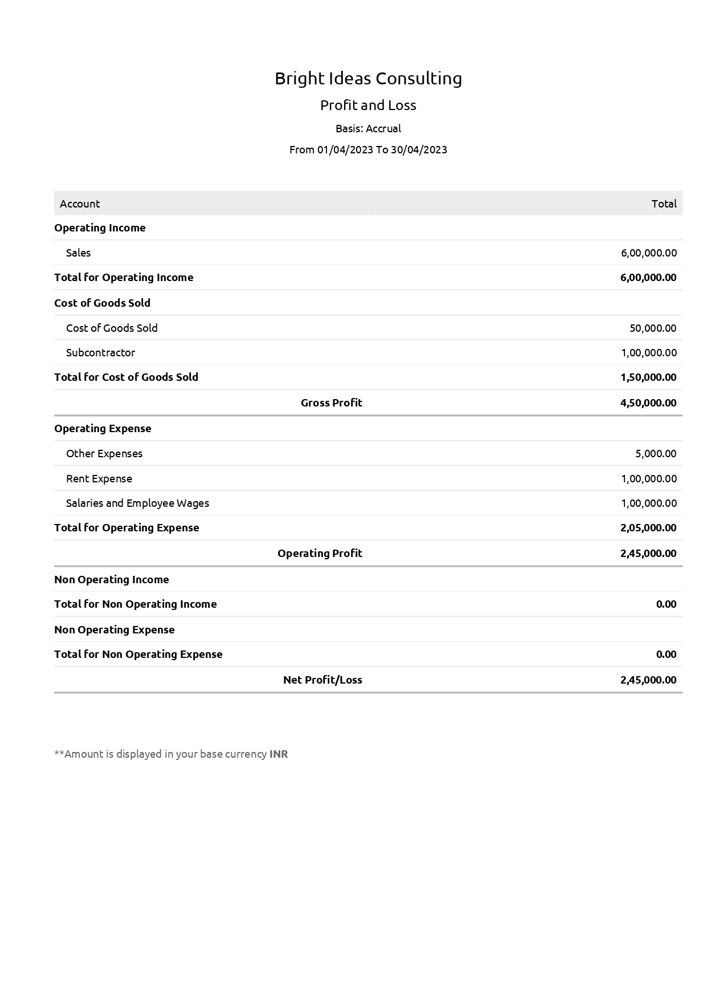 Bright Ideas Consulting
Profit and Loss
Basis: Accrual
From 01/04/2023 To 30/04/2023
Account Total
Operating Income
Sales 6,00,000.00
Total for Operating Income 6,00,000.00
Cost of Goods Sold
Cost of Goods Sold 50,000.00
Subcontractor 1,00,000.00
Total for Cost of Goods Sold 1,50,000.00
Gross Profit 4,50,000.00
Operating Expense
Other Expenses 5,000.00
Rent Expense 1,00,000.00
Salaries and Employee Wages 1,00,000.00
Total for Operating Expense 2,05,000.00
Operating Profit 2,45,000.00
Non Operating Income
Total for Non Operating Income 0.00
Non Operating Expense
Total for Non Operating Expense 0.00
Net Profit/Loss 2,45,000.00
**Amount is displayed in your base currency INR